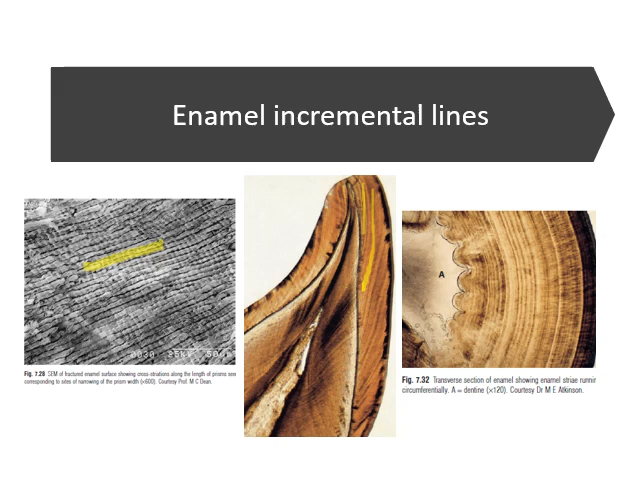 Enamel incremental lines
A
Fig. 7.28 SEM of fractured enamel surface showing cross-striations along the length of prisms seen
corresponding to sites of narrowing of the prism width (×600). Courtesy Prof. M C Dean.
Fig. 7.32 Transverse section of enamel showing enamel striae runnin
circumferentially. A = dentine (×120). Courtesy Dr M E Atkinson.